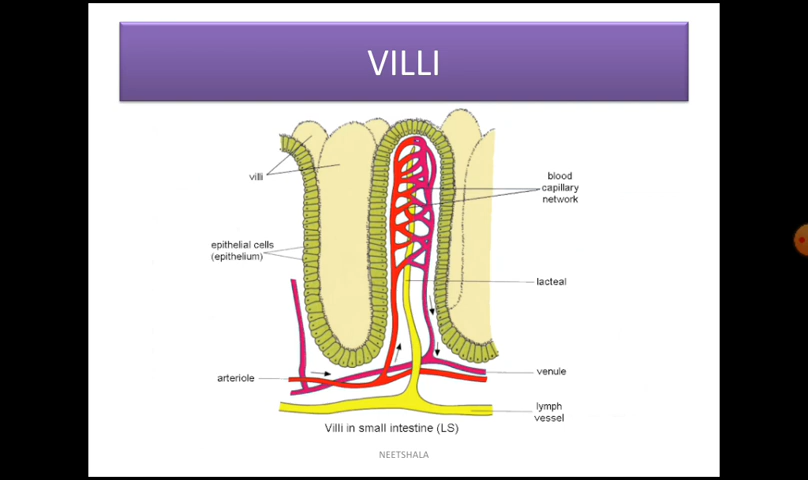 VILLI
villi
blood
capillary
network
epithelial cells
(epithelium)
lacteal
arteriole
venule
lymph
vessel
Villi in small intestine (LS)
NEETSHALA